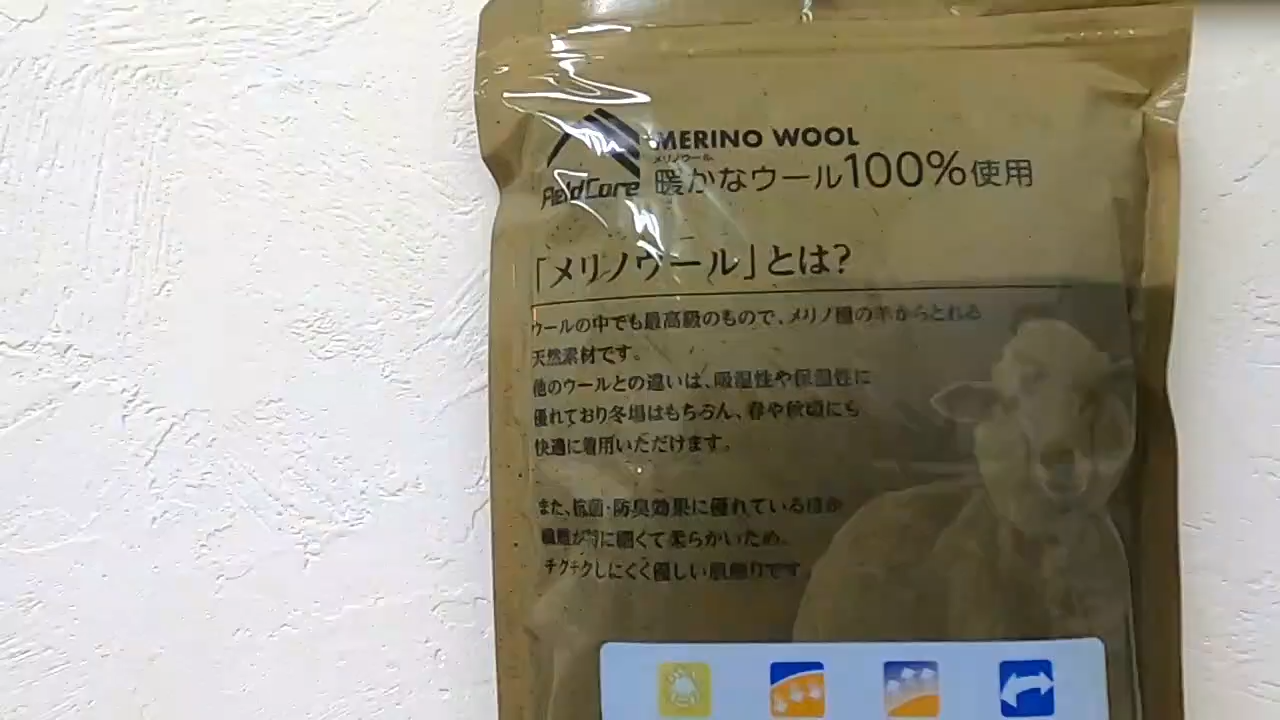 MERINO WOOL
メリノウール
FieldCore
暖かなウール100%使用
「メリノウール」とは?
ウールの中でも最高級のもので、メリノ種の羊からとれる
天然素材です。
他のウールとの違いは、吸湿性や保温性に
優れており冬場はもちろん、春や秋頃にも
快適に着用いただけます。
また、抗菌・防臭効果に優れているほか
繊維が特に細くて柔らかいため、
チクチクしにくく優しい肌触りです。